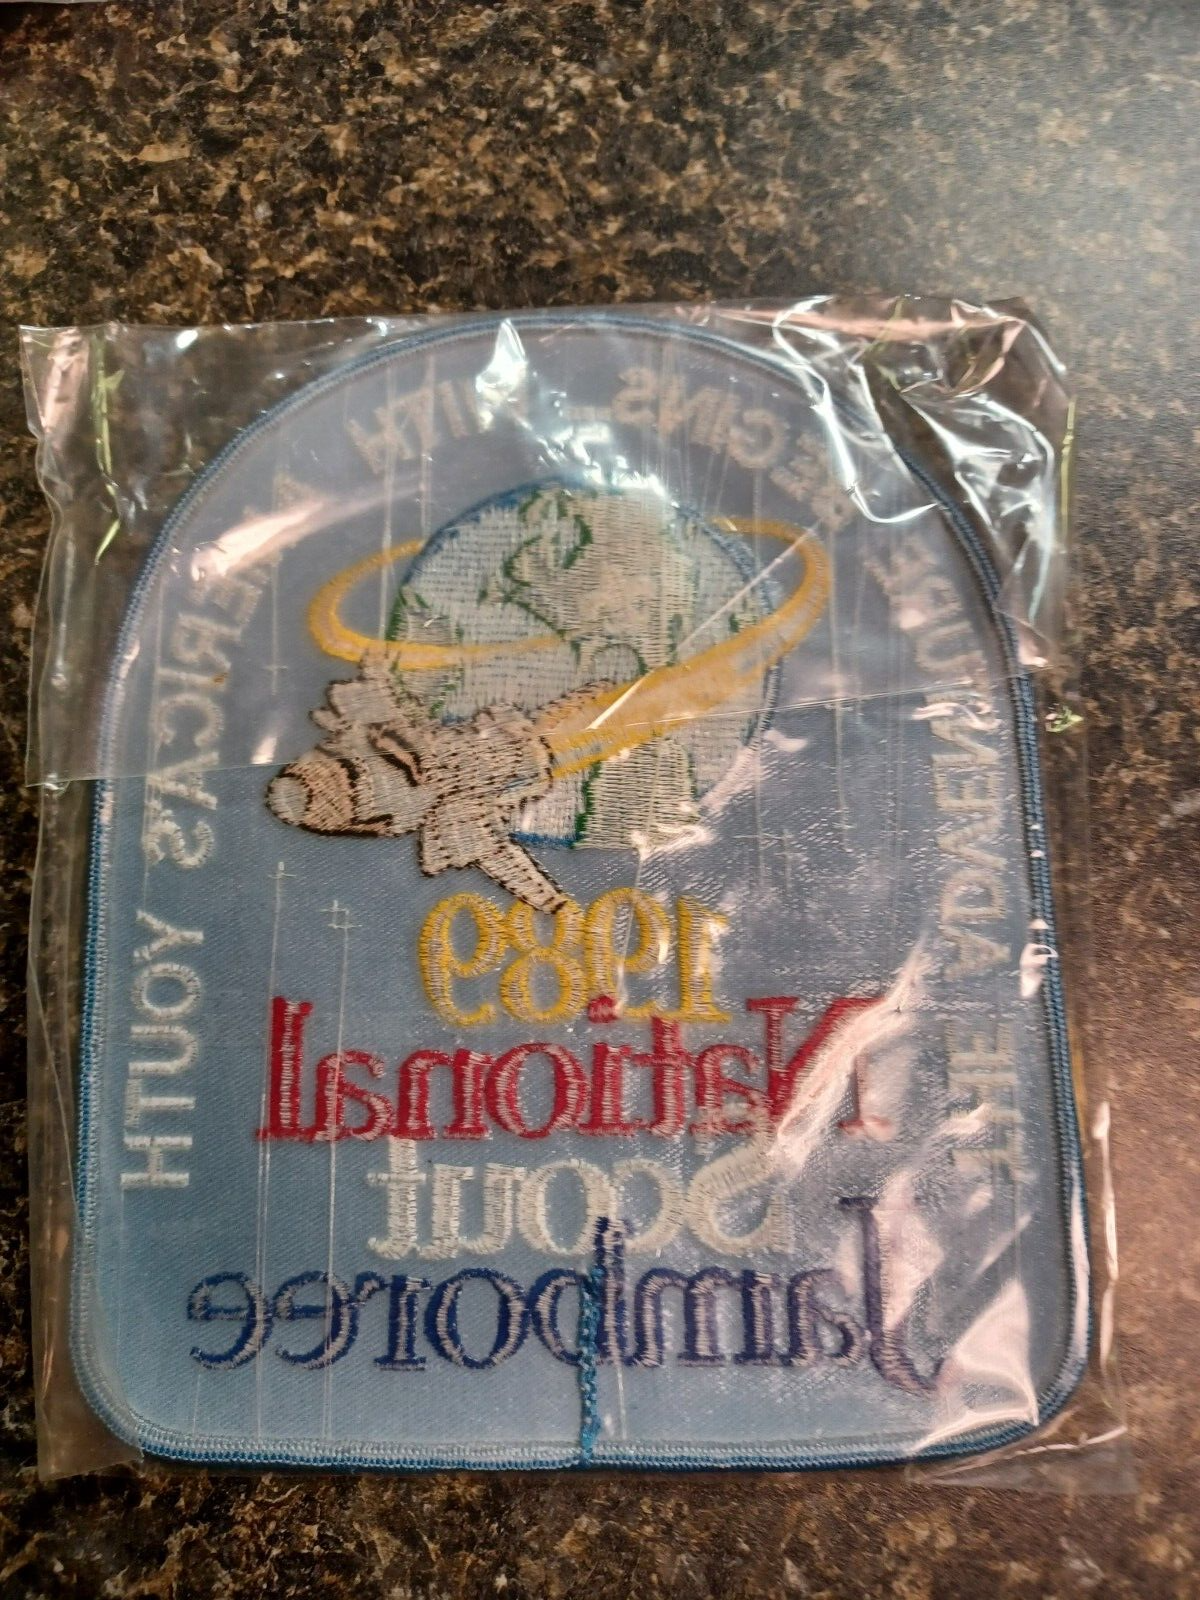 THE ADVENTURE BEGINS WITH AMERICA'S YOUTH
1989
National
Scout
Jamboree